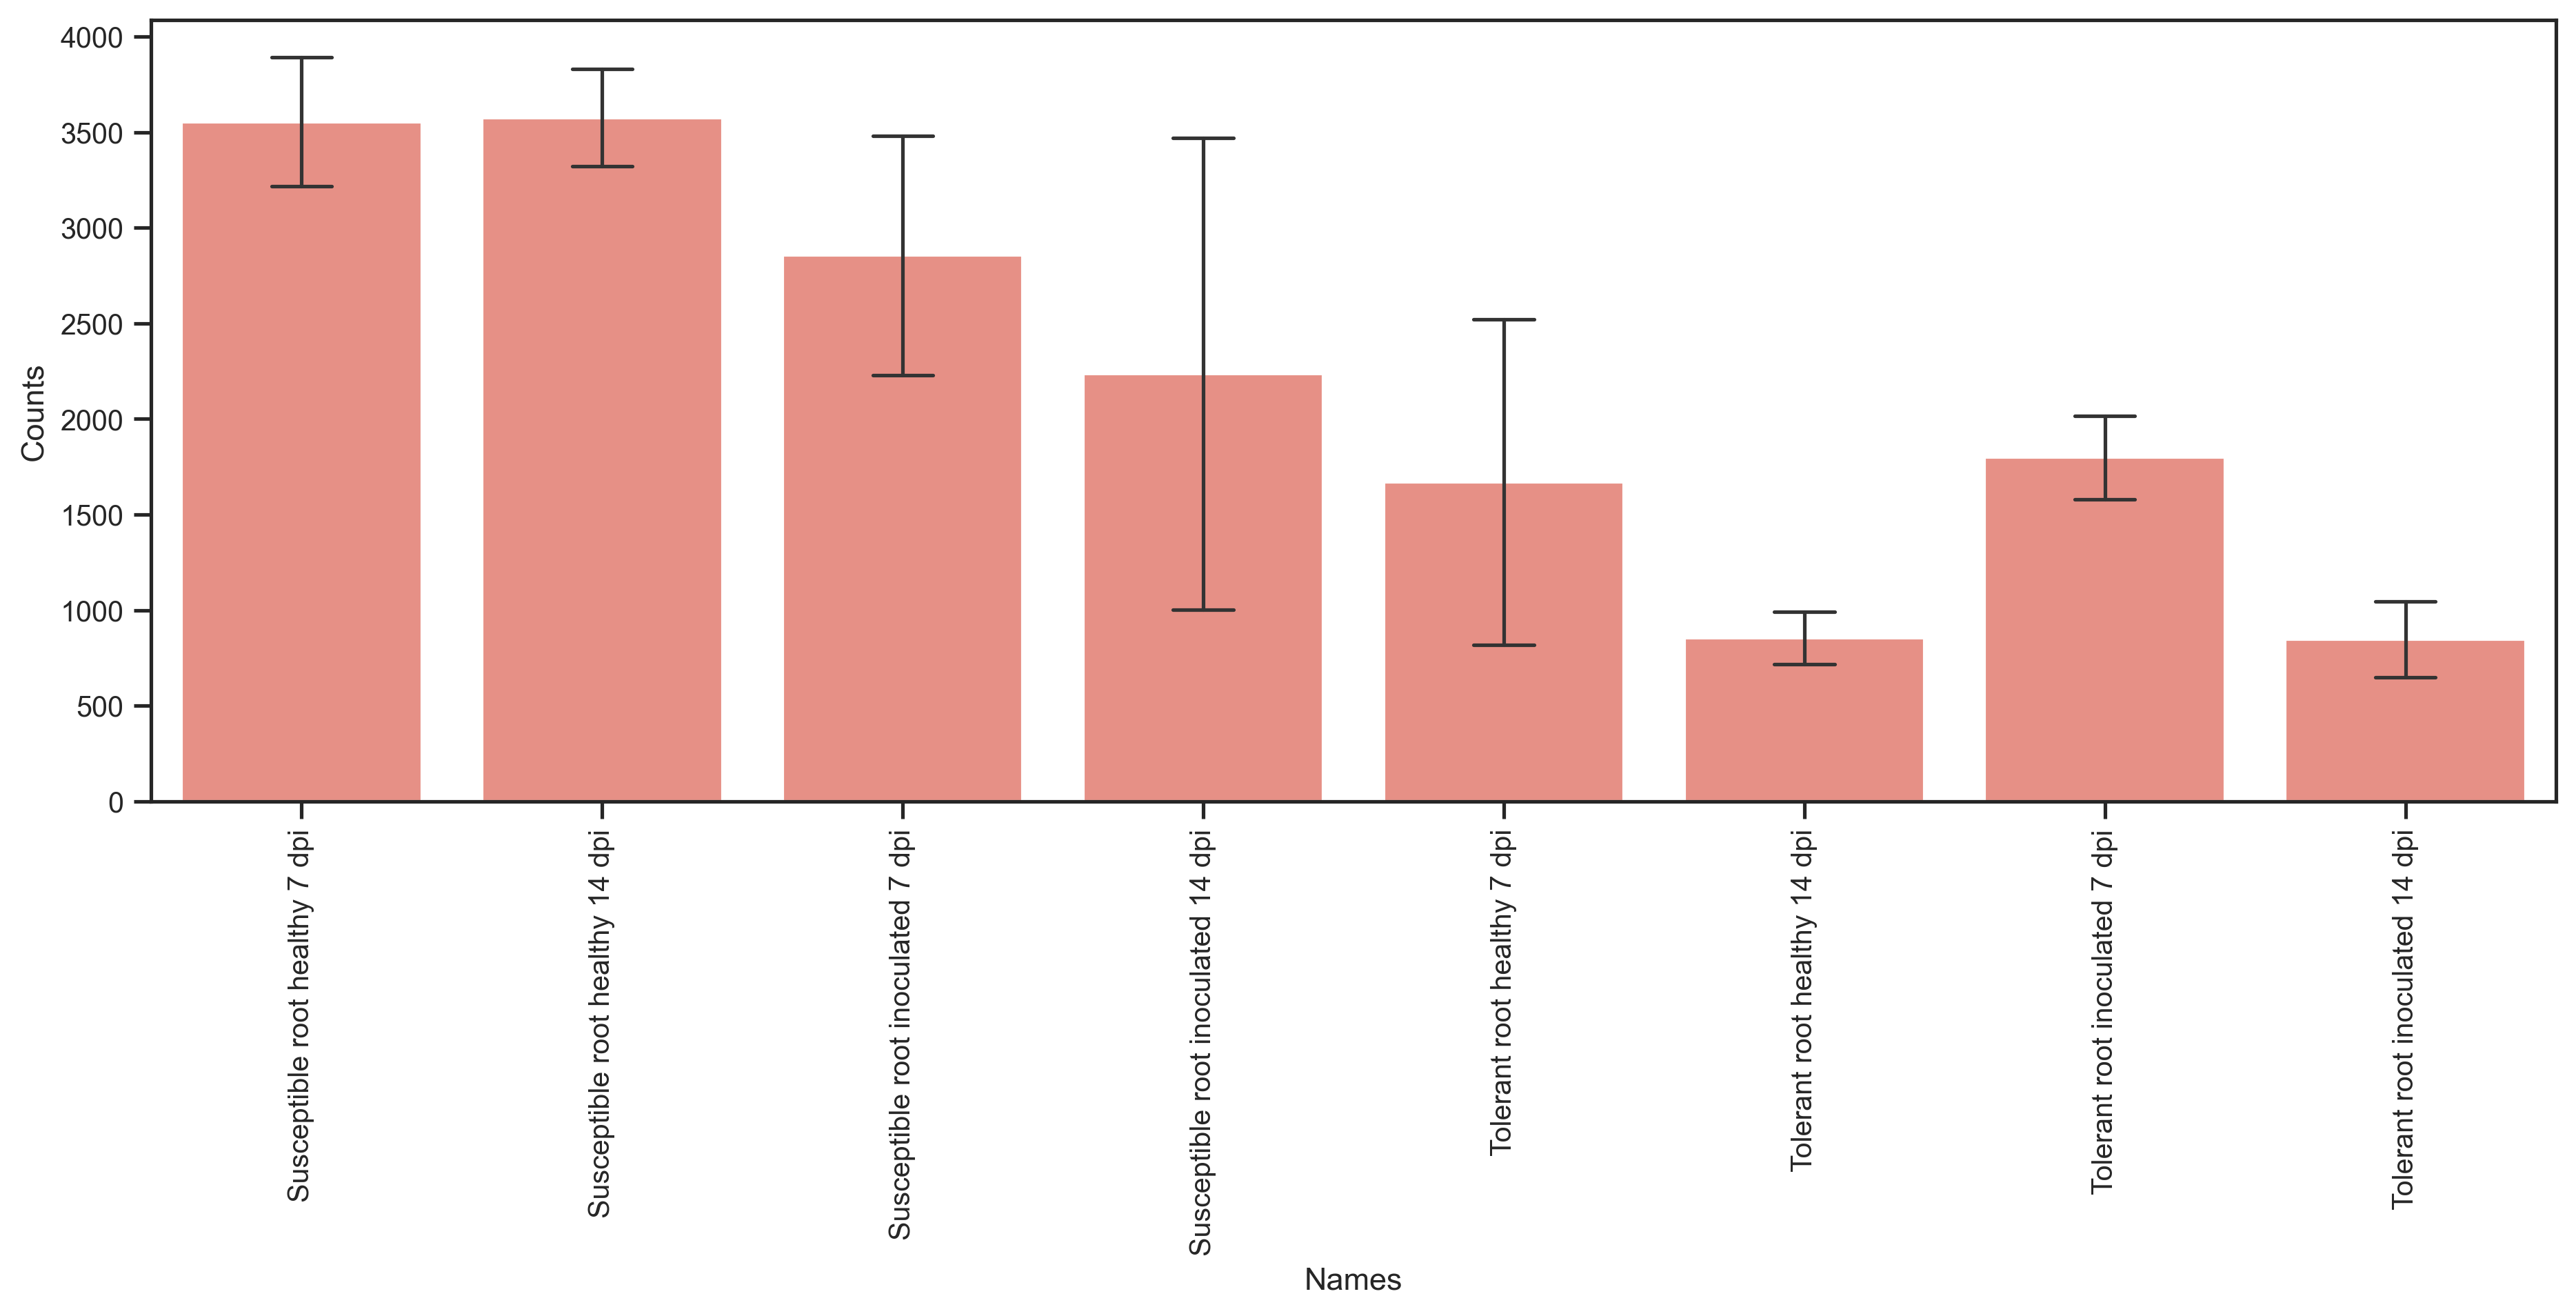 4000
3500
3000
2500
2000
1500
1000
500
0
Counts
Susceptible root healthy 7 dpi
Susceptible root healthy 14 dpi
Susceptible root inoculated 7 dpi
Susceptible root inoculated 14 dpi
Tolerant root healthy 7 dpi
Tolerant root healthy 14 dpi
Tolerant root inoculated 7 dpi
Tolerant root inoculated 14 dpi
Names